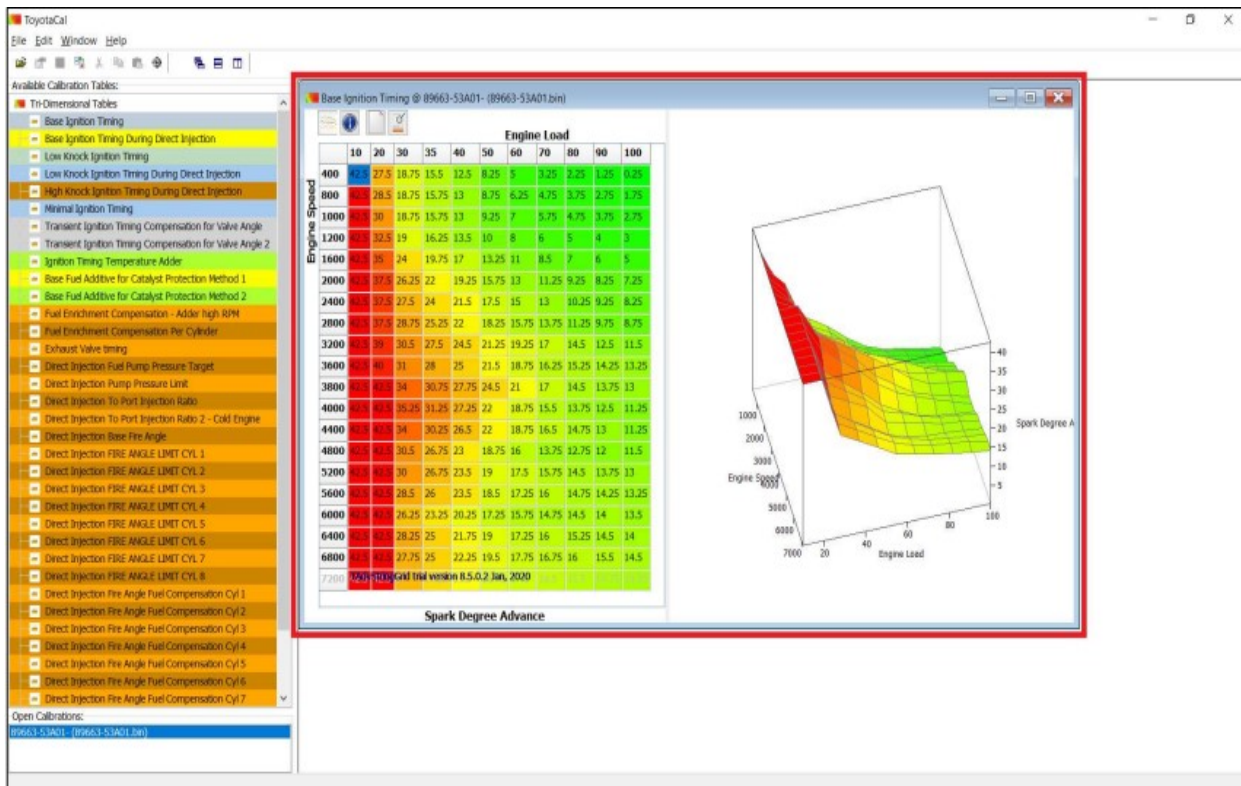 ToyotaCal
File Edit Window Help
Available Calibration Tables:
Tri-Dimensional Tables
Base Ignition Timing
Base Ignition Timing During Direct Injection
Low Knock Ignition Timing
Low Knock Ignition Timing During Direct Injection
High Knock Ignition Timing During Direct Injection
Minimal Ignition Timing
Transient Ignition Timing Compensation for Valve Angle
Transient Ignition Timing Compensation for Valve Angle 2
Ignition Timing Temperature Adder
Base Fuel Additive for Catalyst Protection Method 1
Base Fuel Additive for Catalyst Protection Method 2
Fuel Enrichment Compensation - Adder high RPM
Fuel Enrichment Compensation Per Cylinder
Exhaust Valve timing
Direct Injection Fuel Pump Pressure Target
Direct Injection Pump Pressure Limit
Direct Injection To Port Injection Ratio
Direct Injection To Port Injection Ratio 2 - Cold Engine
Direct Injection Base Fire Angle
Direct Injection FIRE ANGLE LIMIT CYL 1
Direct Injection FIRE ANGLE LIMIT CYL 2
Direct Injection FIRE ANGLE LIMIT CYL 3
Direct Injection FIRE ANGLE LIMIT CYL 4
Direct Injection FIRE ANGLE LIMIT CYL 5
Direct Injection FIRE ANGLE LIMIT CYL 6
Direct Injection FIRE ANGLE LIMIT CYL 7
Direct Injection FIRE ANGLE LIMIT CYL 8
Direct Injection Fire Angle Fuel Compensation Cyl 1
Direct Injection Fire Angle Fuel Compensation Cyl 2
Direct Injection Fire Angle Fuel Compensation Cyl 3
Direct Injection Fire Angle Fuel Compensation Cyl 4
Direct Injection Fire Angle Fuel Compensation Cyl 5
Direct Injection Fire Angle Fuel Compensation Cyl 6
Direct Injection Fire Angle Fuel Compensation Cyl 7
Open Calibrations:
89663-53A01- (89663-53A01.bin)
Base Ignition Timing @ 89663-53A01- (89663-53A01.bin)
Engine Load
Engine Speed
10 20 30 35 40 50 60 70 80 90 100
400 42.5 27.5 18.75 15.5 12.5 8.25 5 3.25 2.25 1.25 0.25
800 42.5 28.5 18.75 15.75 13 8.75 6.25 4.75 3.75 2.75 1.75
1000 42.5 30 18.75 15.75 13 9.25 7 5.75 4.75 3.75 2.75
1200 42.5 32.5 19 16.25 13.5 10 8 6 5 4 3
1600 42.5 35 24 19.75 17 13.25 11 8.5 7 6 5
2000 42.5 37.5 26.25 22 19.25 15.75 13 11.25 9.25 8.25 7.25
2400 42.5 37.5 27.5 24 21.5 17.5 15 13 10.25 9.25 8.25
2800 42.5 37.5 28.75 25.25 22 18.25 15.75 13.75 11.25 9.75 8.75
3200 42.5 39 30.5 27.5 24.5 21.25 19.25 17 14.5 12.5 11.5
3600 42.5 40 31 28 25 21.5 18.75 16.25 15.25 14.25 13.25
3800 42.5 42.5 34 30.75 27.75 24.5 21 17 14.5 13.75 13
4000 42.5 42.5 35.25 31.25 27.25 22 18.75 15.5 13.75 12.5 11.25
4400 42.5 42.5 34 30.25 26.5 22 18.75 16.5 14.75 13 11.25
4800 42.5 42.5 30.5 26.75 23 18.75 16 13.75 12.75 12 11.5
5200 42.5 42.5 30 26.75 23.5 19 17.5 15.75 14.5 13.75 13
5600 42.5 42.5 28.5 26 23.5 18.5 17.25 16 14.75 14.25 13.25
6000 42.5 42.5 26.25 23.25 20.25 17.25 15.75 14.75 14.5 14 13.5
6400 42.5 42.5 28.25 25 21.75 19 17.25 16 15.25 14.5 14
6800 42.5 42.5 27.75 25 22.25 19.5 17.75 16.75 16 15.5 14.5
7200 Grid trial version 8.5.0.2 Jan, 2020
Spark Degree Advance
40
35
30
25
20
15
10
5
Spark Degree A
1000
2000
3000
4000
5000
6000
7000
Engine Speed
20 40 60 80 100
Engine Load